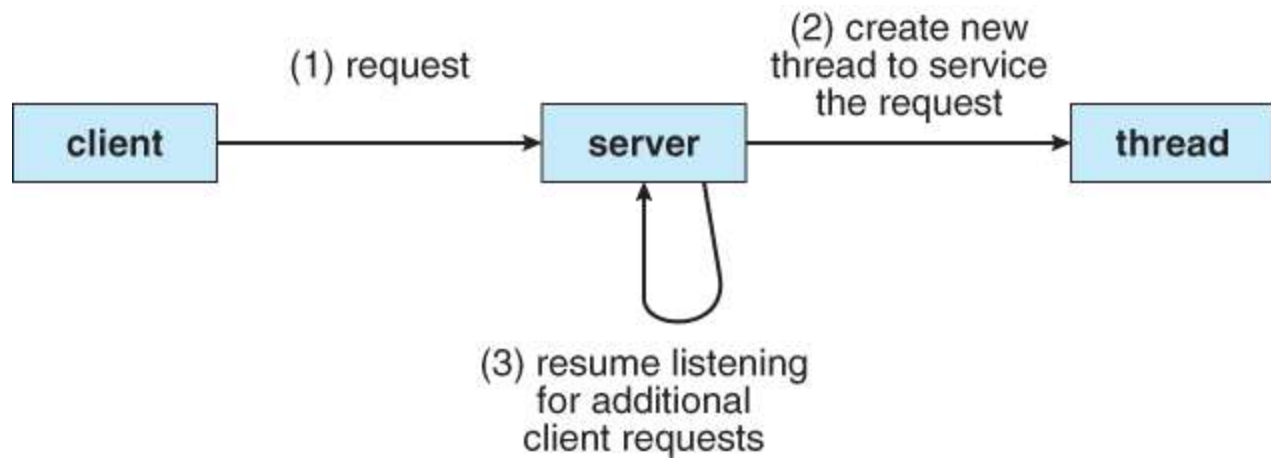 (1) request
(2) create new
thread to service
the request
client
server
thread
(3) resume listening
for additional
client requests